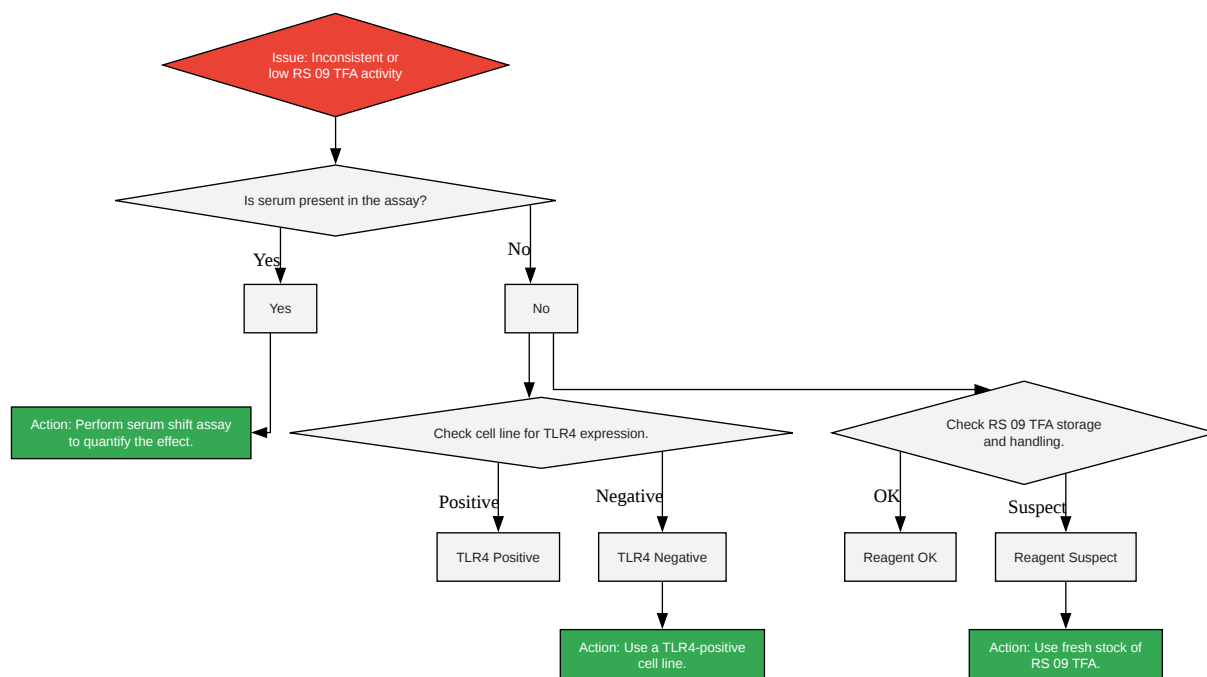 Issue: Inconsistent or
low RS 09 TFA activity
Is serum present in the assay?
Yes
No
Yes
No
Action: Perform serum shift assay
to quantify the effect.
Check cell line for TLR4 expression.
Check RS 09 TFA storage
and handling.
Positive
Negative
OK
Suspect
TLR4 Positive
TLR4 Negative
Reagent OK
Reagent Suspect
Action: Use a TLR4-positive
cell line.
Action: Use fresh stock of
RS 09 TFA.